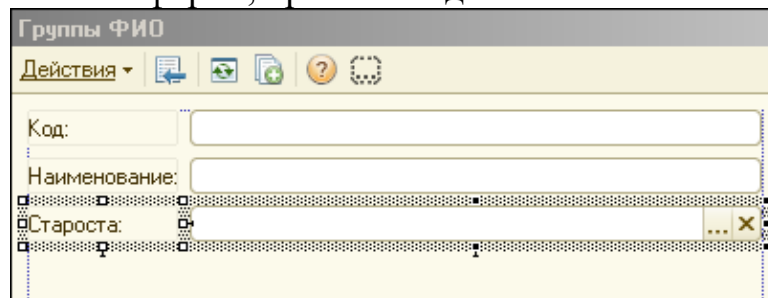 Группы ФИО
Действия
Код:
Наименование:
Староста: